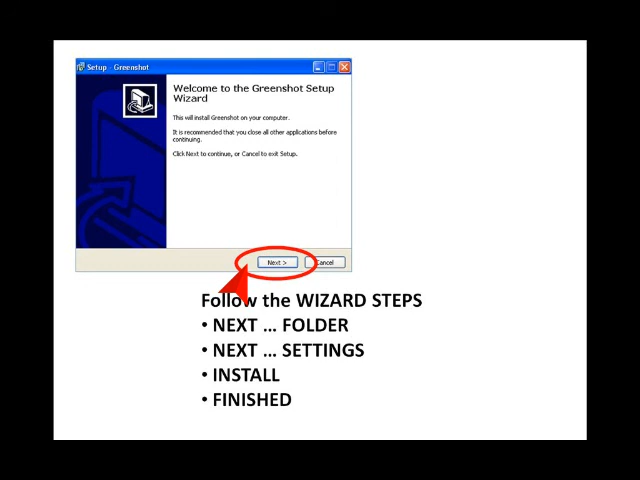 Setup - Greenshot
Welcome to the Greenshot Setup
Wizard
This will install Greenshot on your computer.
It is recommended that you close all other applications before
continuing.
Click Next to continue, or Cancel to exit Setup.
Next >
Cancel
Follow the WIZARD STEPS
• NEXT ... FOLDER
• NEXT ... SETTINGS
• INSTALL
• FINISHED